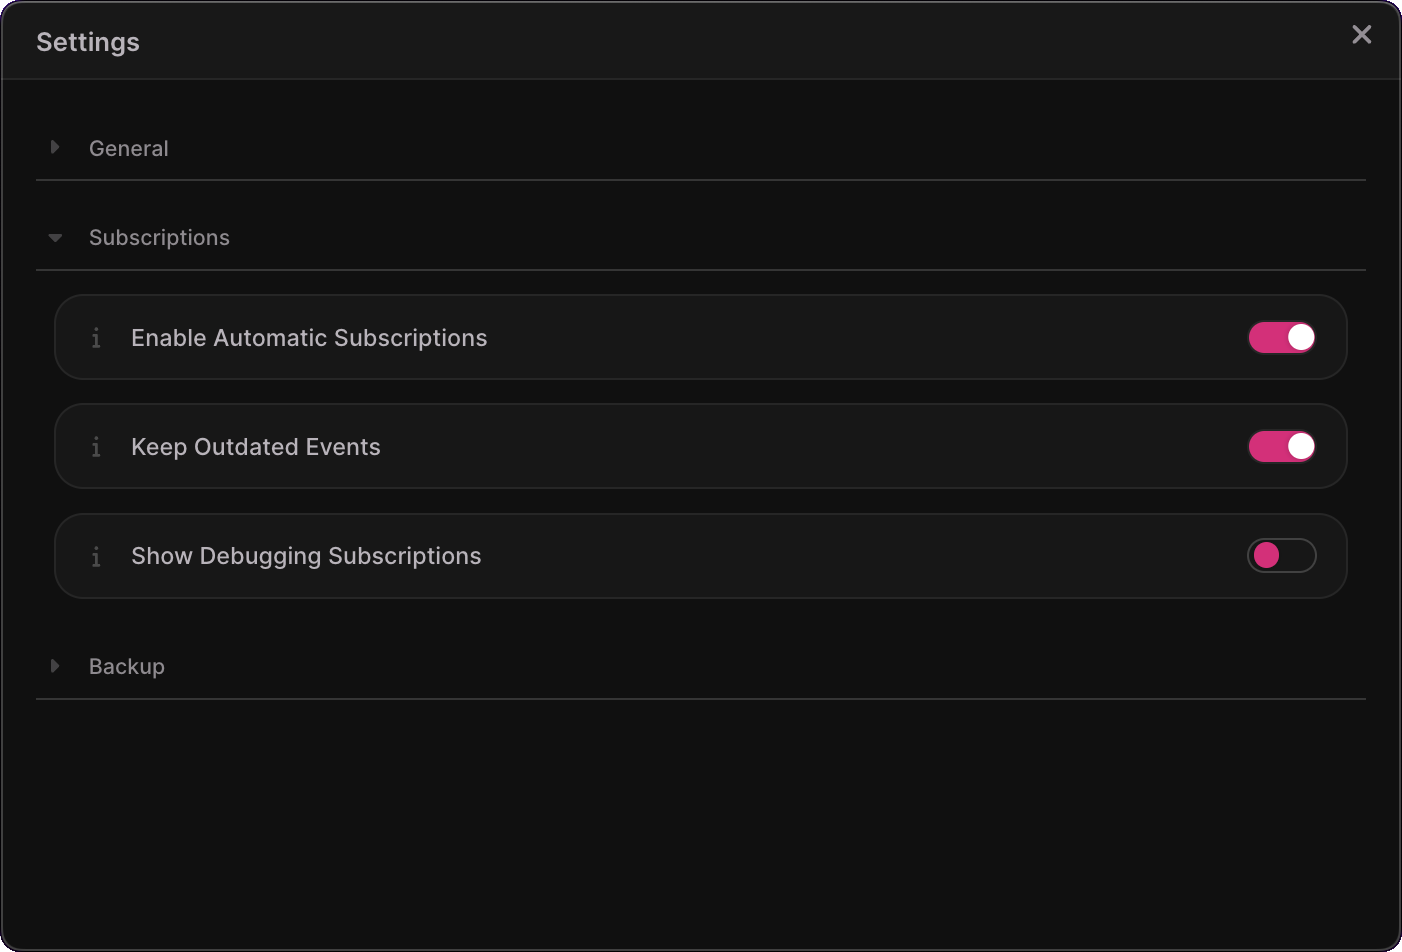 Settings
General
Subscriptions
Enable Automatic Subscriptions
Keep Outdated Events
Show Debugging Subscriptions
Backup